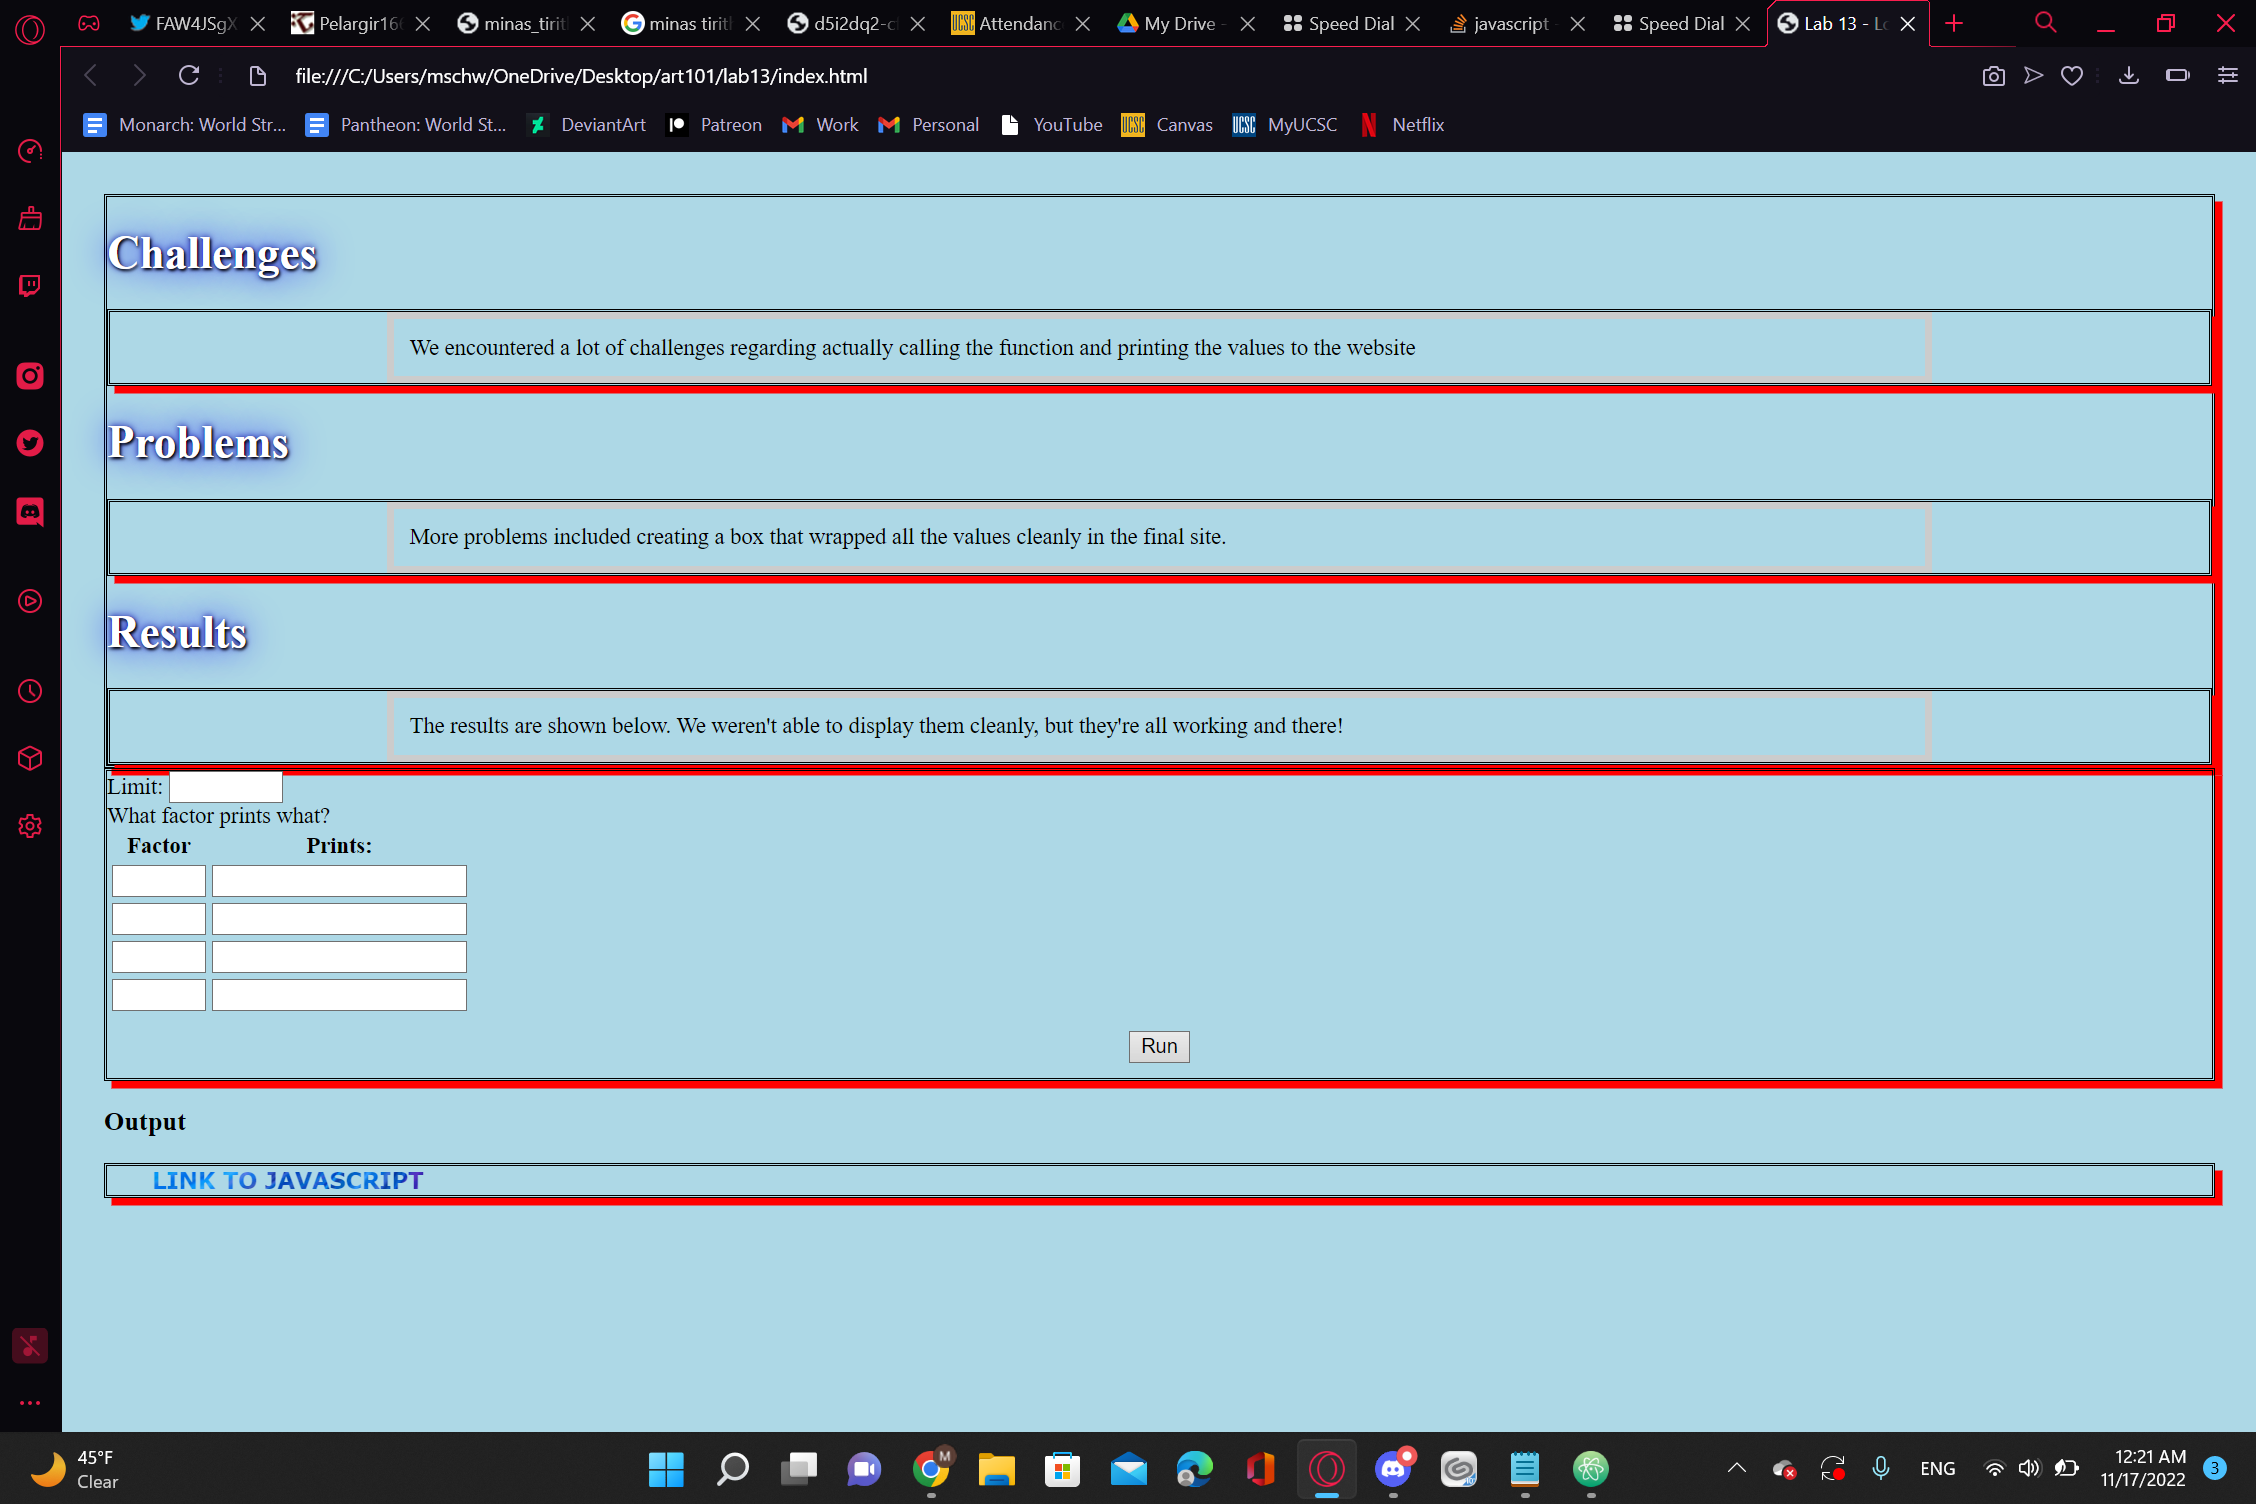 FAW4JSgX
Pelargir16
minas_tirit
minas tirit
d5i2dq2-c
Attendanc
My Drive -
Speed Dial
javascript -
Speed Dial
Lab 13 - Lo
file:///C:/Users/mschw/OneDrive/Desktop/art101/lab13/index.html
Monarch: World Str...
Pantheon: World St...
DeviantArt
Patreon
Work
Personal
YouTube
UCSC
Canvas
UCSC
MyUCSC
Netflix
Challenges
We encountered a lot of challenges regarding actually calling the function and printing the values to the website
Problems
More problems included creating a box that wrapped all the values cleanly in the final site.
Results
The results are shown below. We weren't able to display them cleanly, but they're all working and there!
Limit:
What factor prints what?
Factor Prints:
Run
Output
LINK TO JAVASCRIPT
45°F
Clear
M
ENG
12:21 AM
11/17/2022
3